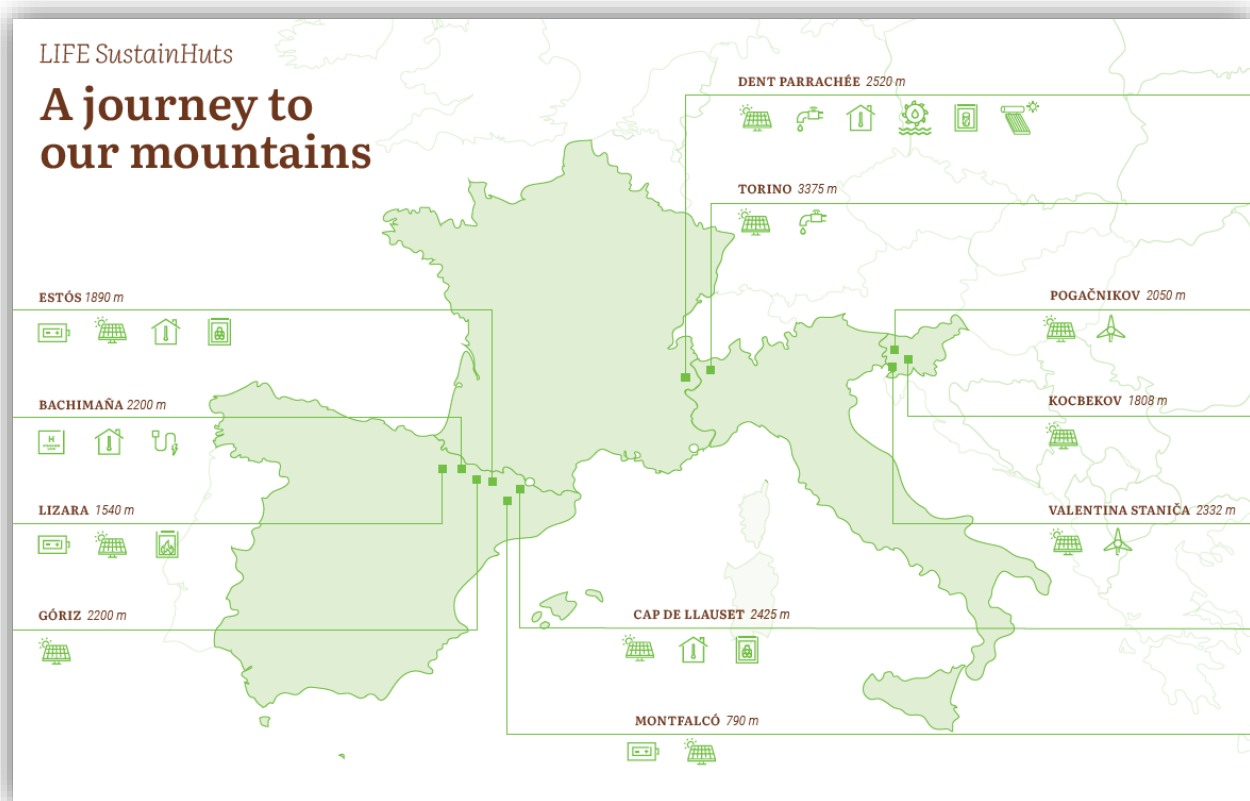 LIFE SustainHuts
A journey to
our mountains
DENT PARRACHÉE 2520 m
TORINO 3375 m
ESTÓS 1890 m
POGAČNIKOV 2050 m
BACHIMAÑA 2200 m
KOCBEKOV 1808 m
H
LIZARA 1540 m
VALENTINA STANIČA 2332 m
GÓRIZ 2200 m
CAP DE LLAUSET 2425 m
MONTFALCÓ 790 m